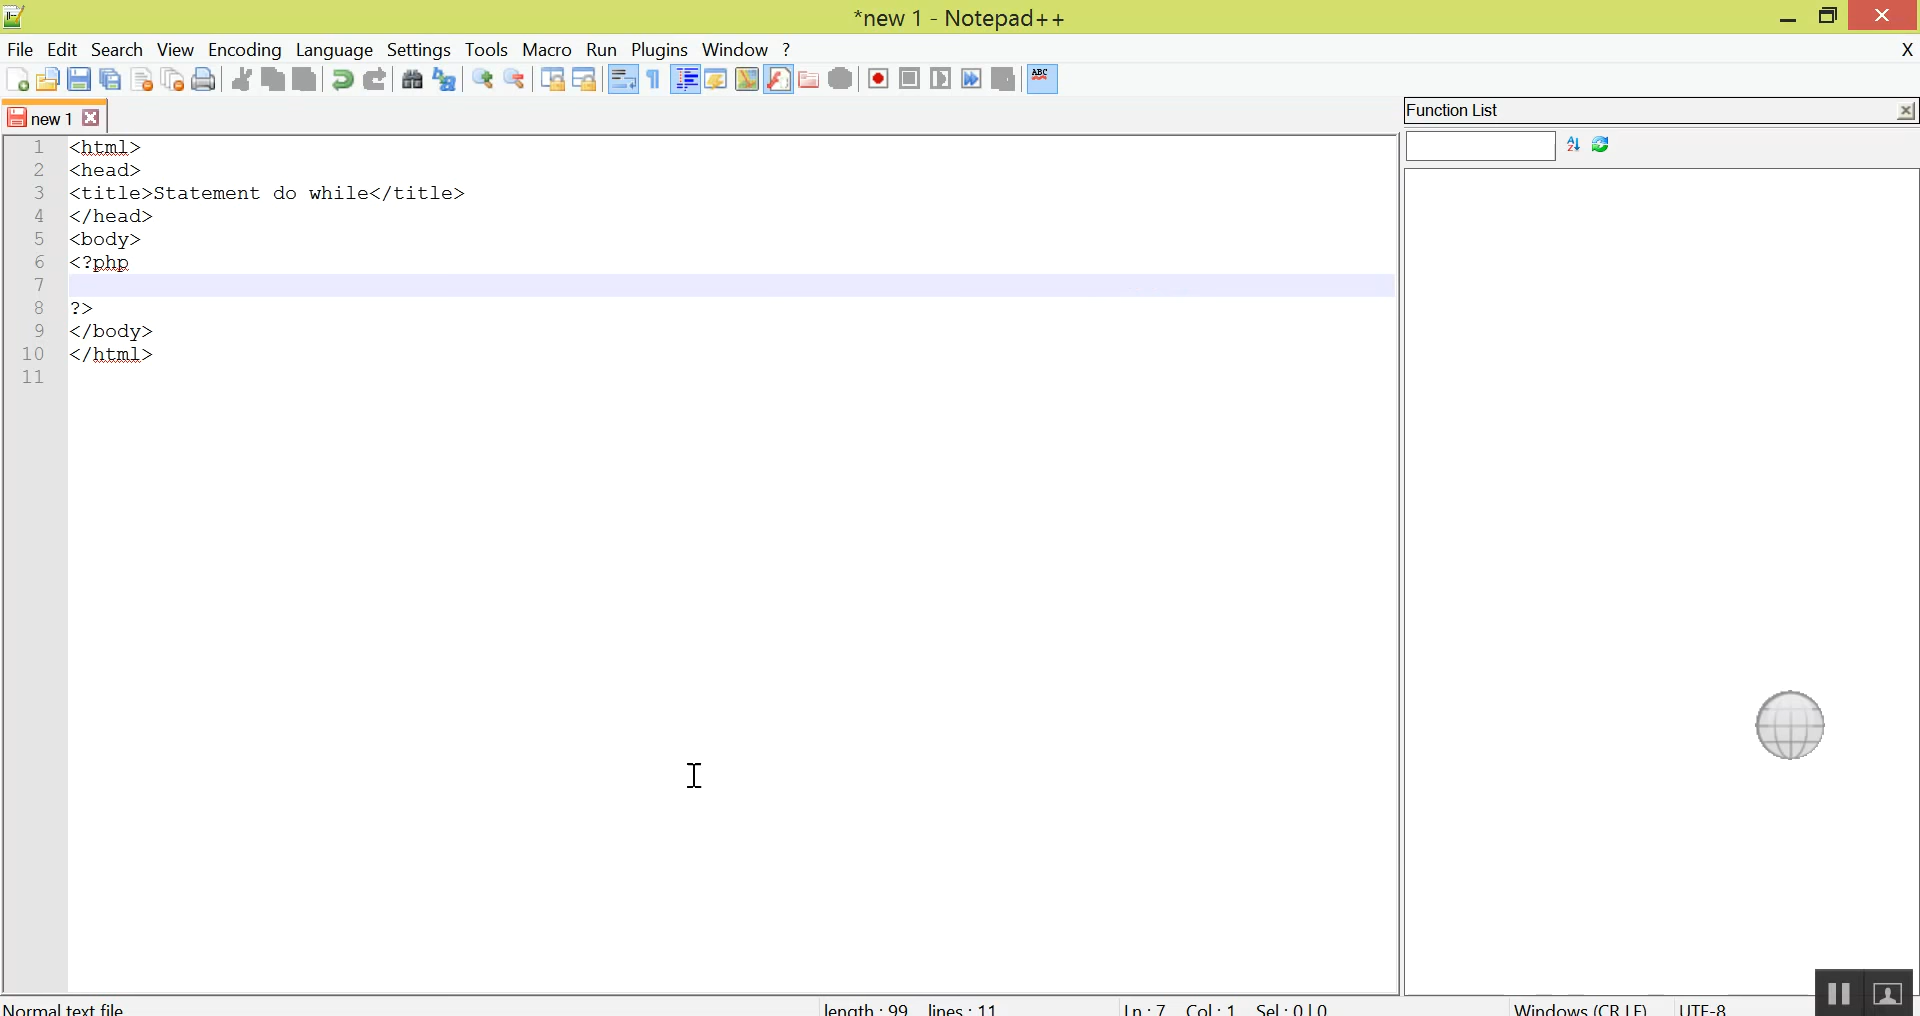 *new 1 - Notepad++
File Edit Search View Encoding Language Settings Tools Macro Run Plugins Window ?
X
ABC
new 1
Function List
1 <html>
2 <head>
3 <title>Statement do while</title>
4 </head>
5 <body>
6 <?php
7
8 ?>
9 </body>
10 </html>
11
Normal text file length : 99 lines : 11 Ln : 7 Col : 1 Sel : 0 | 0 Windows (CR LF) UTF-8